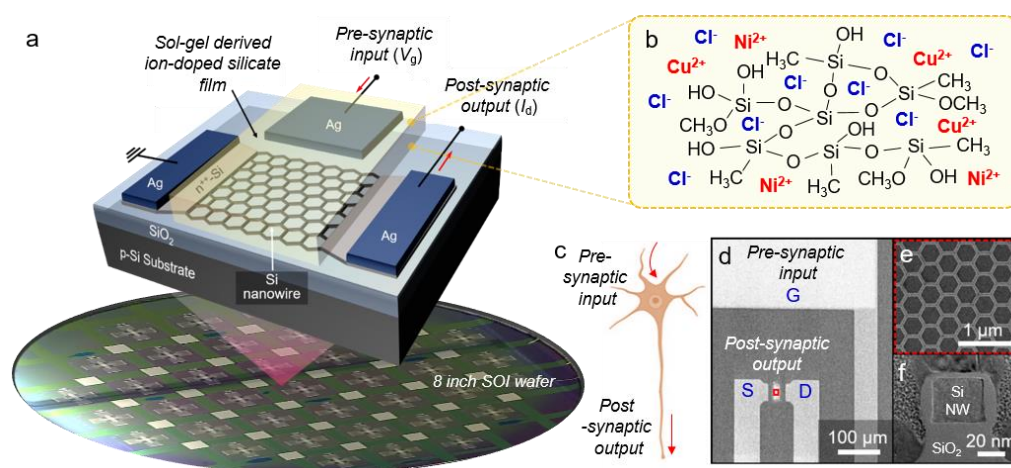 a
Sol-gel derived
ion-doped silicate
film
Pre-synaptic
input (Vg)
Post-synaptic
output (Id)
Ag
Ag
n++-Si
Ag
SiO2
p-Si Substrate
Si
nanowire
8 inch SOI wafer
b
Cl-
Ni2+
OH
Cl-
Cl-
Cu2+
H3C
Si
O
Cu2+
OH
Cl-
O
Cl-
Si
CH3
Cl-
HO
Si
O
Si
O
OCH3
CH3O
Cl-
O
OH
Cl-
Cu2+
HO
Si
O
Si
O
Si
CH3
Cl-
H3C
Ni2+
H3C
CH3O
OH
Ni2+
c
Pre-
synaptic
input
Post
-synaptic
output
d
Pre-synaptic
input
G
Post-synaptic
output
S
D
100 μm
e
1 μm
f
Si
NW
SiO2
20 nm